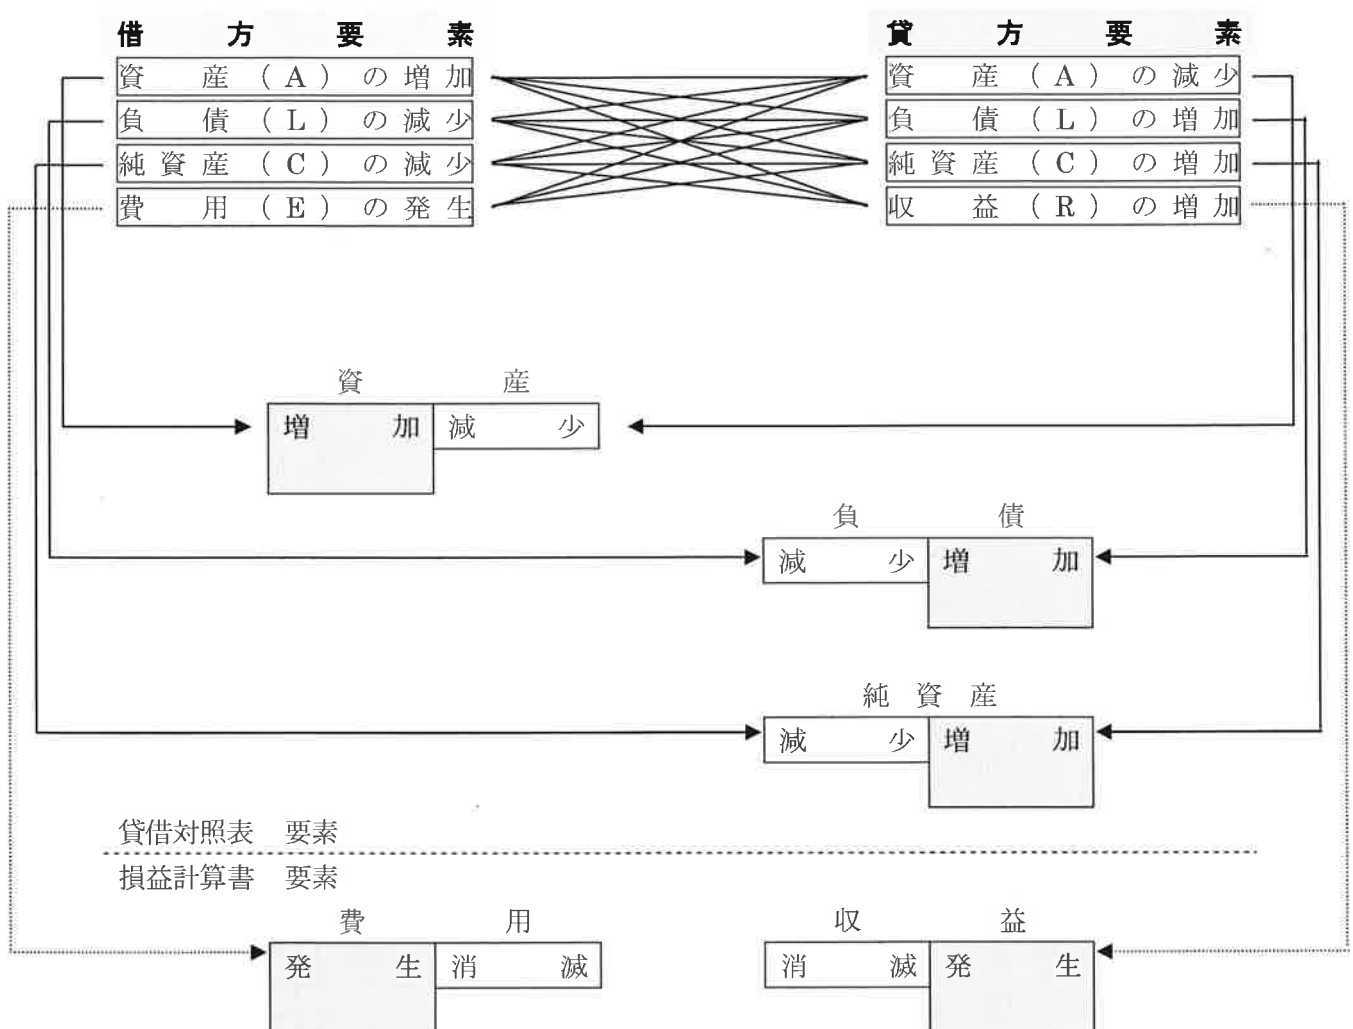 借方要素 貸方要素
資産(A)の増加 資産(A)の減少
負債(L)の減少 負債(L)の増加
純資産(C)の減少 純資産(C)の増加
費用(E)の発生 収益(R)の増加
資産
増加 減少
負債
減少 増加
純資産
減少 増加
貸借対照表 要素
損益計算書 要素
費用 収益
発生 消滅 消滅 発生